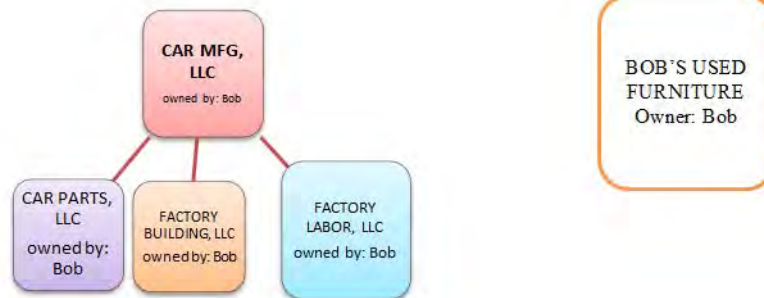 CAR MFG,
LLC
owned by: Bob
BOB'S USED
FURNITURE
Owner: Bob
CAR PARTS,
LLC
owned by:
Bob
FACTORY
BUILDING, LLC
owned by: Bob
FACTORY
LABOR, LLC
owned by: Bob